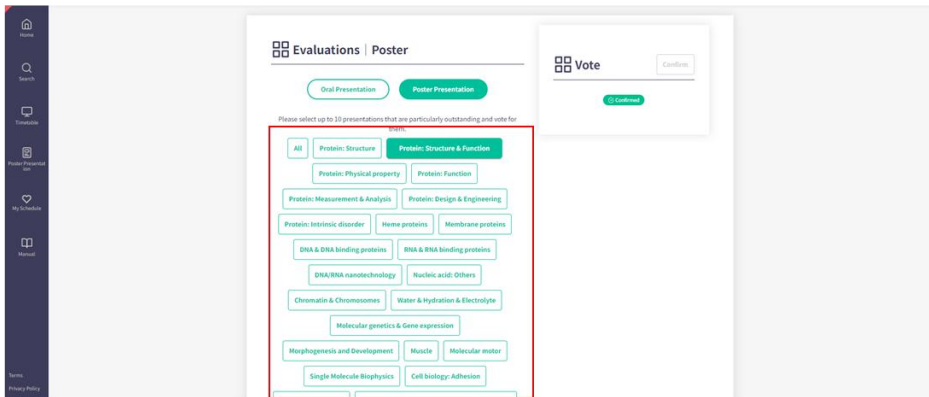 Home
Search
Timetable
Poster Presentat
ion
My Schedule
Manual
Terms
Privacy Policy
Evaluations | Poster
Oral Presentation Poster Presentation
Please select up to 10 presentations that are particularly outstanding and vote for
them.
All Protein: Structure Protein: Structure & Function
Protein: Physical property Protein: Function
Protein: Measurement & Analysis Protein: Design & Engineering
Protein: Intrinsic disorder Heme proteins Membrane proteins
DNA & DNA binding proteins RNA & RNA binding proteins
DNA/RNA nanotechnology Nucleic acid: Others
Chromatin & Chromosomes Water & Hydration & Electrolyte
Molecular genetics & Gene expression
Morphogenesis and Development Muscle Molecular motor
Single Molecule Biophysics Cell biology: Adhesion
Vote Confirm
Confirmed